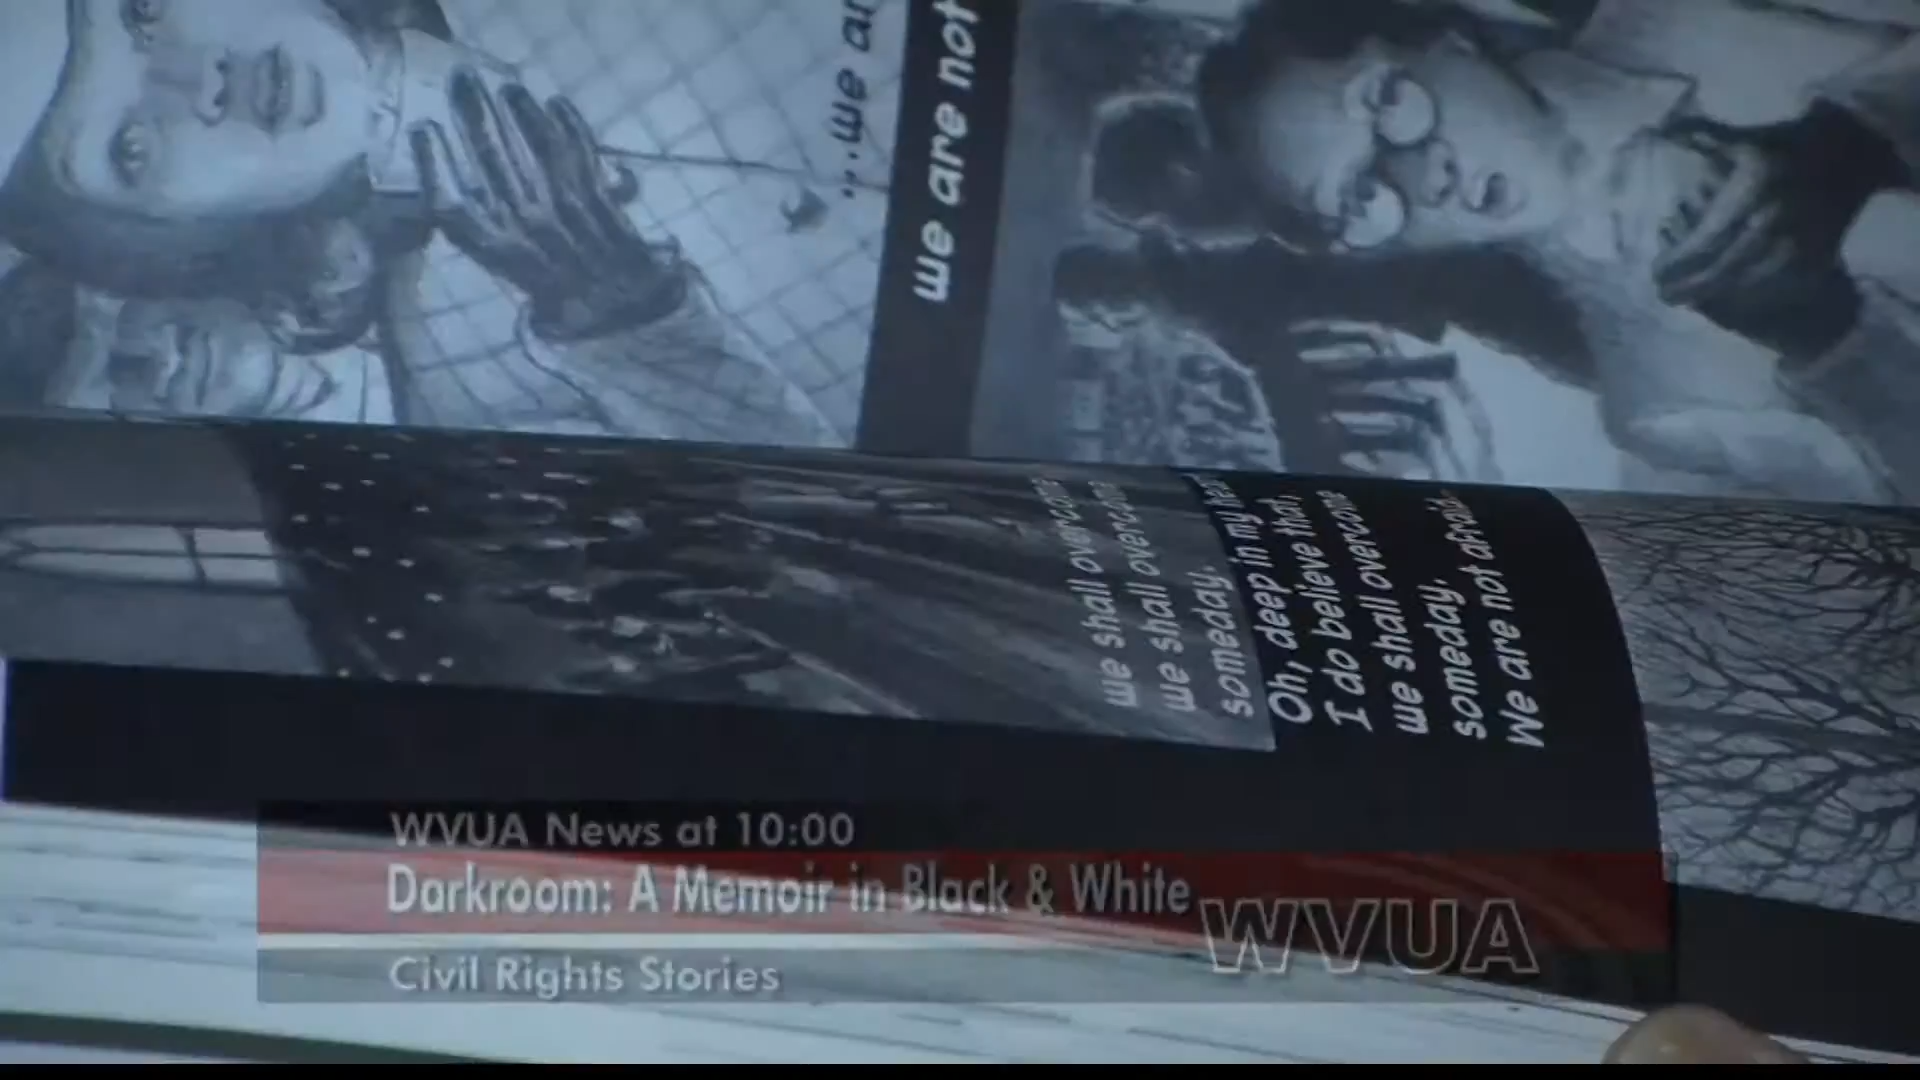 ...we ar
we are not
we shall overcome
we shall overcome
someday.
Oh, deep in my heart
I do believe that,
we shall overcome
someday.
We are not afraid
WVUA News at 10:00
Darkroom: A Memoir in Black & White
Civil Rights Stories
WVUA